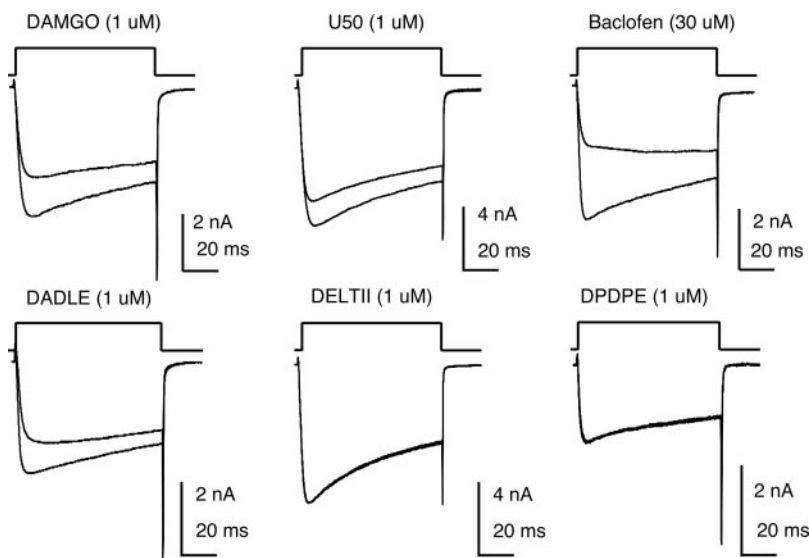 DAMGO (1 uM)
U50 (1 uM)
Baclofen (30 uM)
2 nA
20 ms
4 nA
20 ms
2 nA
20 ms
DADLE (1 uM)
DELTII (1 uM)
DPDPE (1 uM)
2 nA
20 ms
4 nA
20 ms
2 nA
20 ms